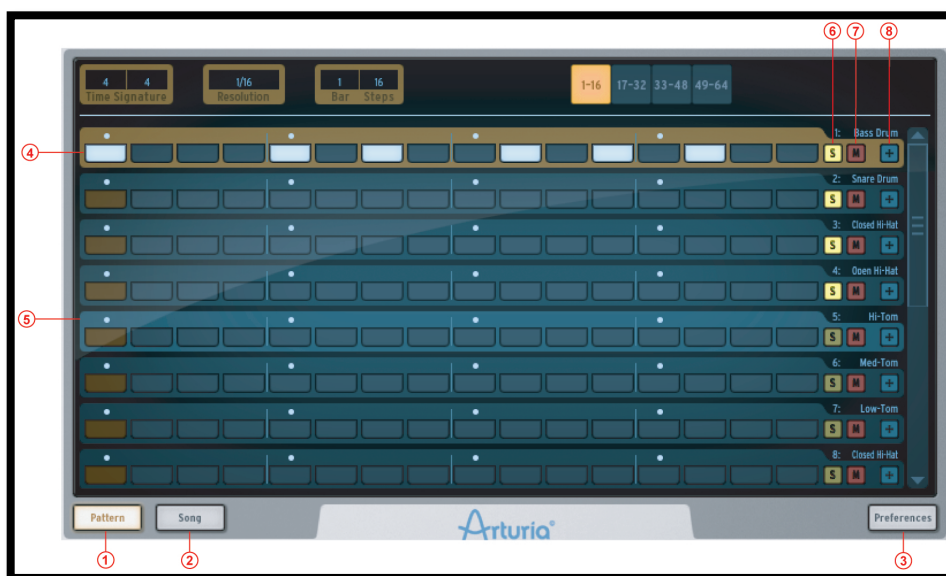 6 7 8
4 4 1/16 1 16
Time Signature Resolution Bar Steps
1-16 17-32 33-48 49-64
1: Bass Drum
4
S M +
2: Snare Drum
S M +
3: Closed Hi-Hat
S M +
4: Open Hi-Hat
S M +
5
5: Hi-Tom
S M +
6: Med-Tom
S M +
7: Low-Tom
S M +
8: Closed Hi-Hat
S M +
Pattern Song Arturia® Preferences
1 2 3